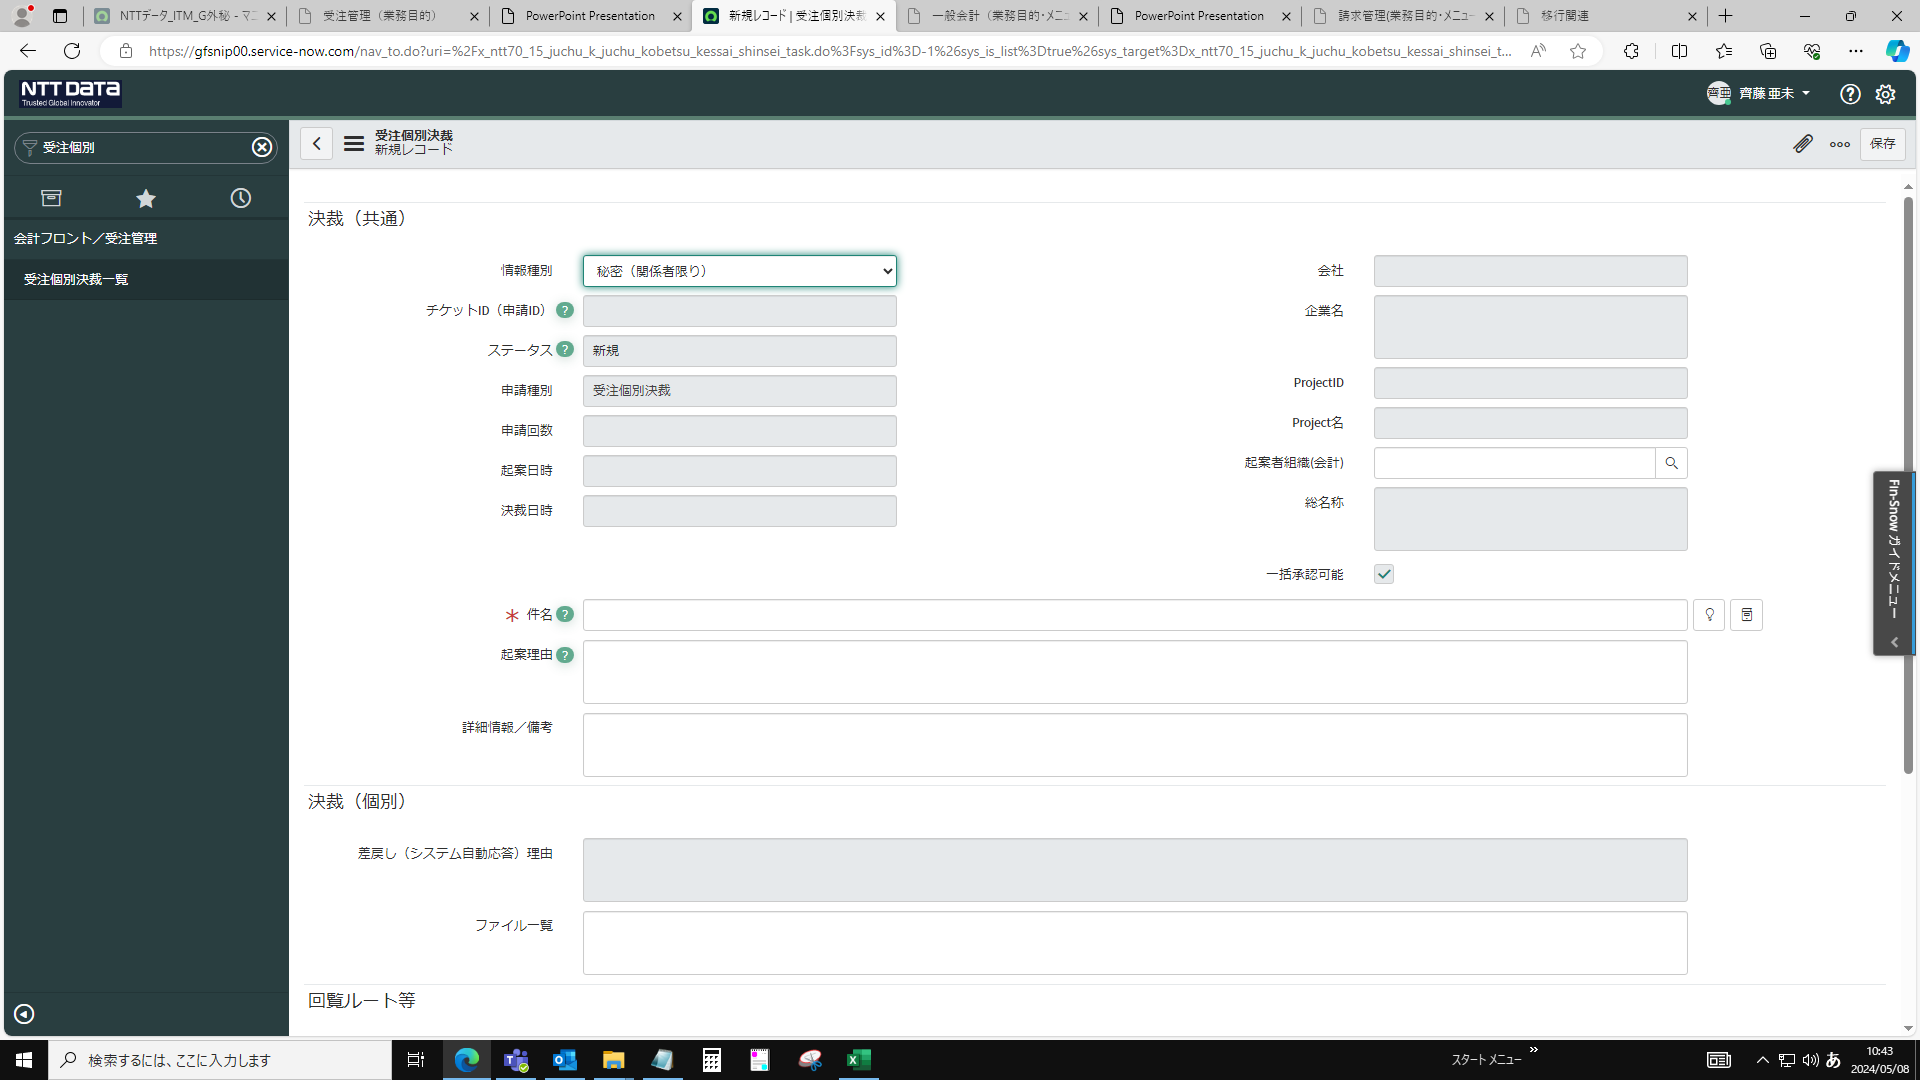 NTTデータ_ITM_G外秘 - マニ
受注管理（業務目的）
PowerPoint Presentation
新規レコード | 受注個別決裁
一般会計（業務目的・メニュ
PowerPoint Presentation
請求管理(業務目的・メニュー
移行関連
https://gfsnip00.service-now.com/nav_to.do?uri=%2Fx_ntt70_15_juchu_k_juchu_kobetsu_kessai_shinsei_task.do%3Fsys_id%3D-1%26sys_is_list%3Dtrue%26sys_target%3Dx_ntt70_15_juchu_k_juchu_kobetsu_kessai_shinsei_t...
NTT DATA
Trusted Global Innovator
齊亜
齊藤 亜未
受注個別
受注個別決裁
新規レコード
保存
会計フロント／受注管理
受注個別決裁一覧
決裁（共通）
情報種別
秘密（関係者限り）
会社
チケットID（申請ID）
企業名
ステータス
新規
申請種別
受注個別決裁
ProjectID
申請回数
Project名
起案日時
起案者組織(会計)
決裁日時
総名称
一括承認可能
件名
起案理由
詳細情報／備考
決裁（個別）
差戻し（システム自動応答）理由
ファイル一覧
回覧ルート等
Fin-Snow ガイドメニュー
検索するには、ここに入力します
スタート メニュー
あ
10:43
2024/05/08